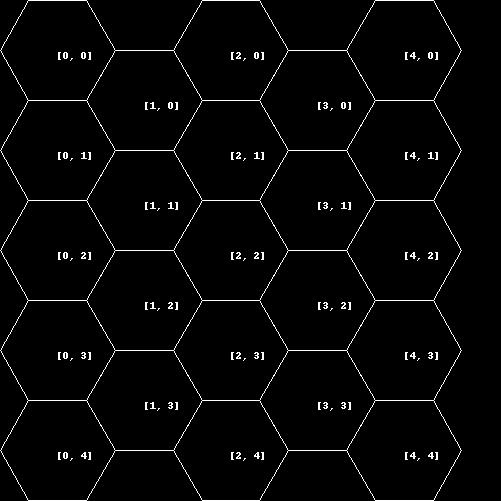 [0, 0] [2, 0] [4, 0]
[1, 0] [3, 0]
[0, 1] [2, 1] [4, 1]
[1, 1] [3, 1]
[0, 2] [2, 2] [4, 2]
[1, 2] [3, 2]
[0, 3] [2, 3] [4, 3]
[1, 3] [3, 3]
[0, 4] [2, 4] [4, 4]